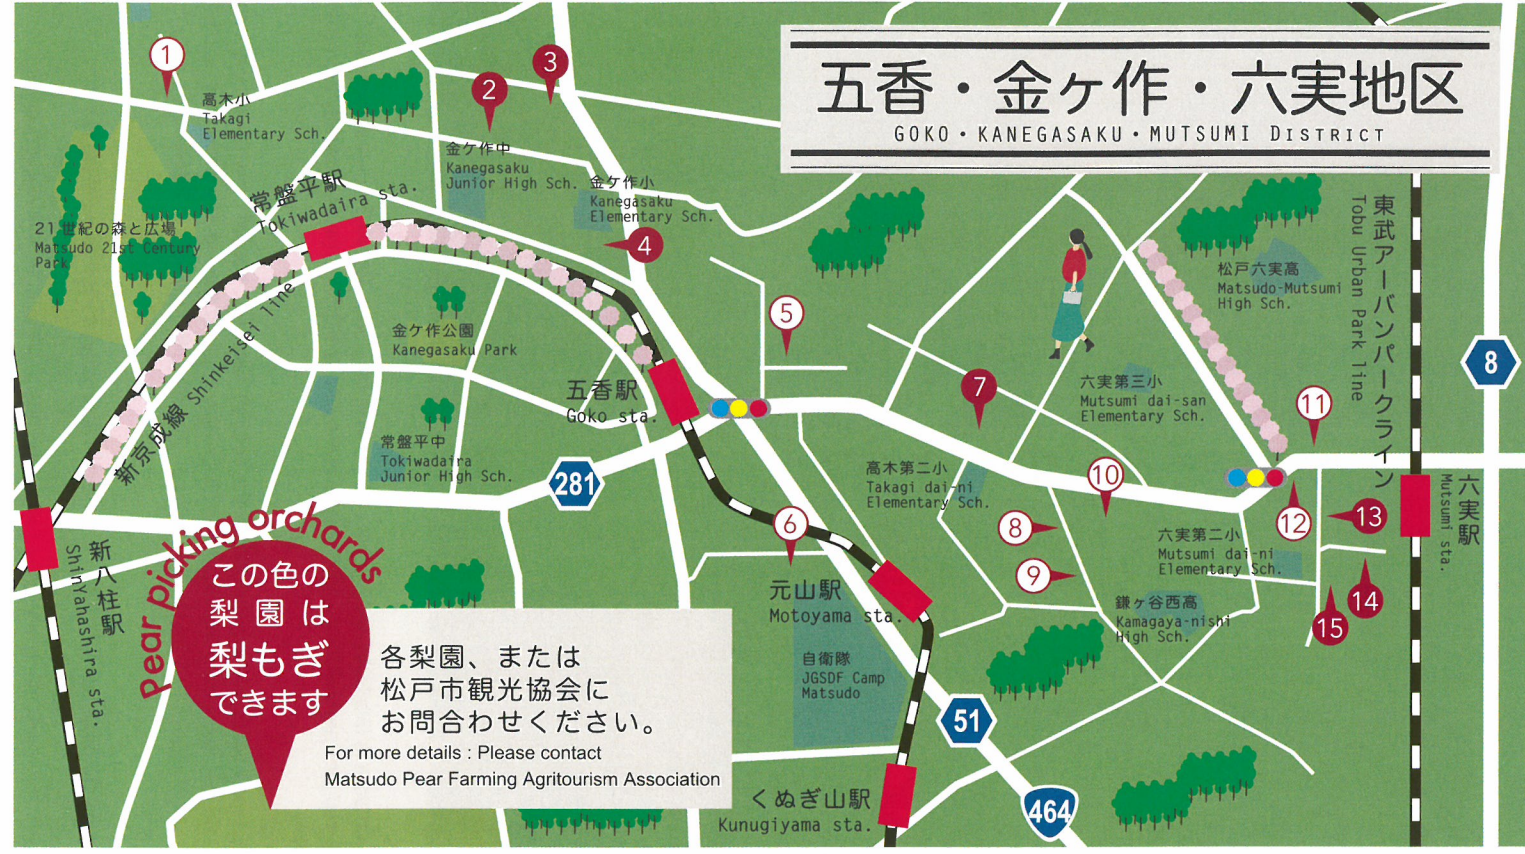 五香・金ヶ作・六実地区
GOKO・KANEGASAKU・MUTSUMI DISTRICT
1
2
3
高木小
Takagi
Elementary Sch.
金ケ作中
Kanegasaku
Junior High Sch.
金ケ作小
Kanegasaku
Elementary Sch.
常盤平駅
Tokiwadaira sta.
21世紀の森と広場
Matsudo 21st Century
Park
4
5
東武アーバンパークライン
Tobu Urban Park line
松戸六実高
Matsudo-Mutsumi
High Sch.
8
金ケ作公園
Kanegasaku Park
新京成線 Shinkeisei line
五香駅
Goko sta.
7
六実第三小
Mutsumi dai-san
Elementary Sch.
11
常盤平中
Tokiwadaira
Junior High Sch.
281
高木第二小
Takagi dai-ni
Elementary Sch.
10
六実駅
Mutsumi sta.
6
8
12
13
六実第二小
Mutsumi dai-ni
Elementary Sch.
9
14
15
新八柱駅
ShinYahashira sta.
元山駅
Motoyama sta.
鎌ヶ谷西高
Kamagaya-nishi
High Sch.
自衛隊
JGSDF Camp
Matsudo
51
464
くぬぎ山駅
Kunugiyama sta.
pear picking orchards
この色の
梨園は
梨もぎ
できます
各梨園、または
松戸市観光協会に
お問合わせください。
For more details : Please contact
Matsudo Pear Farming Agritourism Association